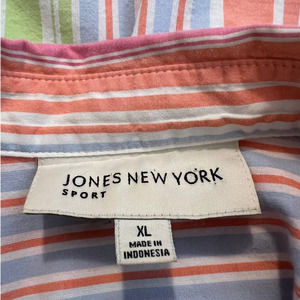 JONES NEW YORK
SPORT
XL
MADE IN
INDONESIA